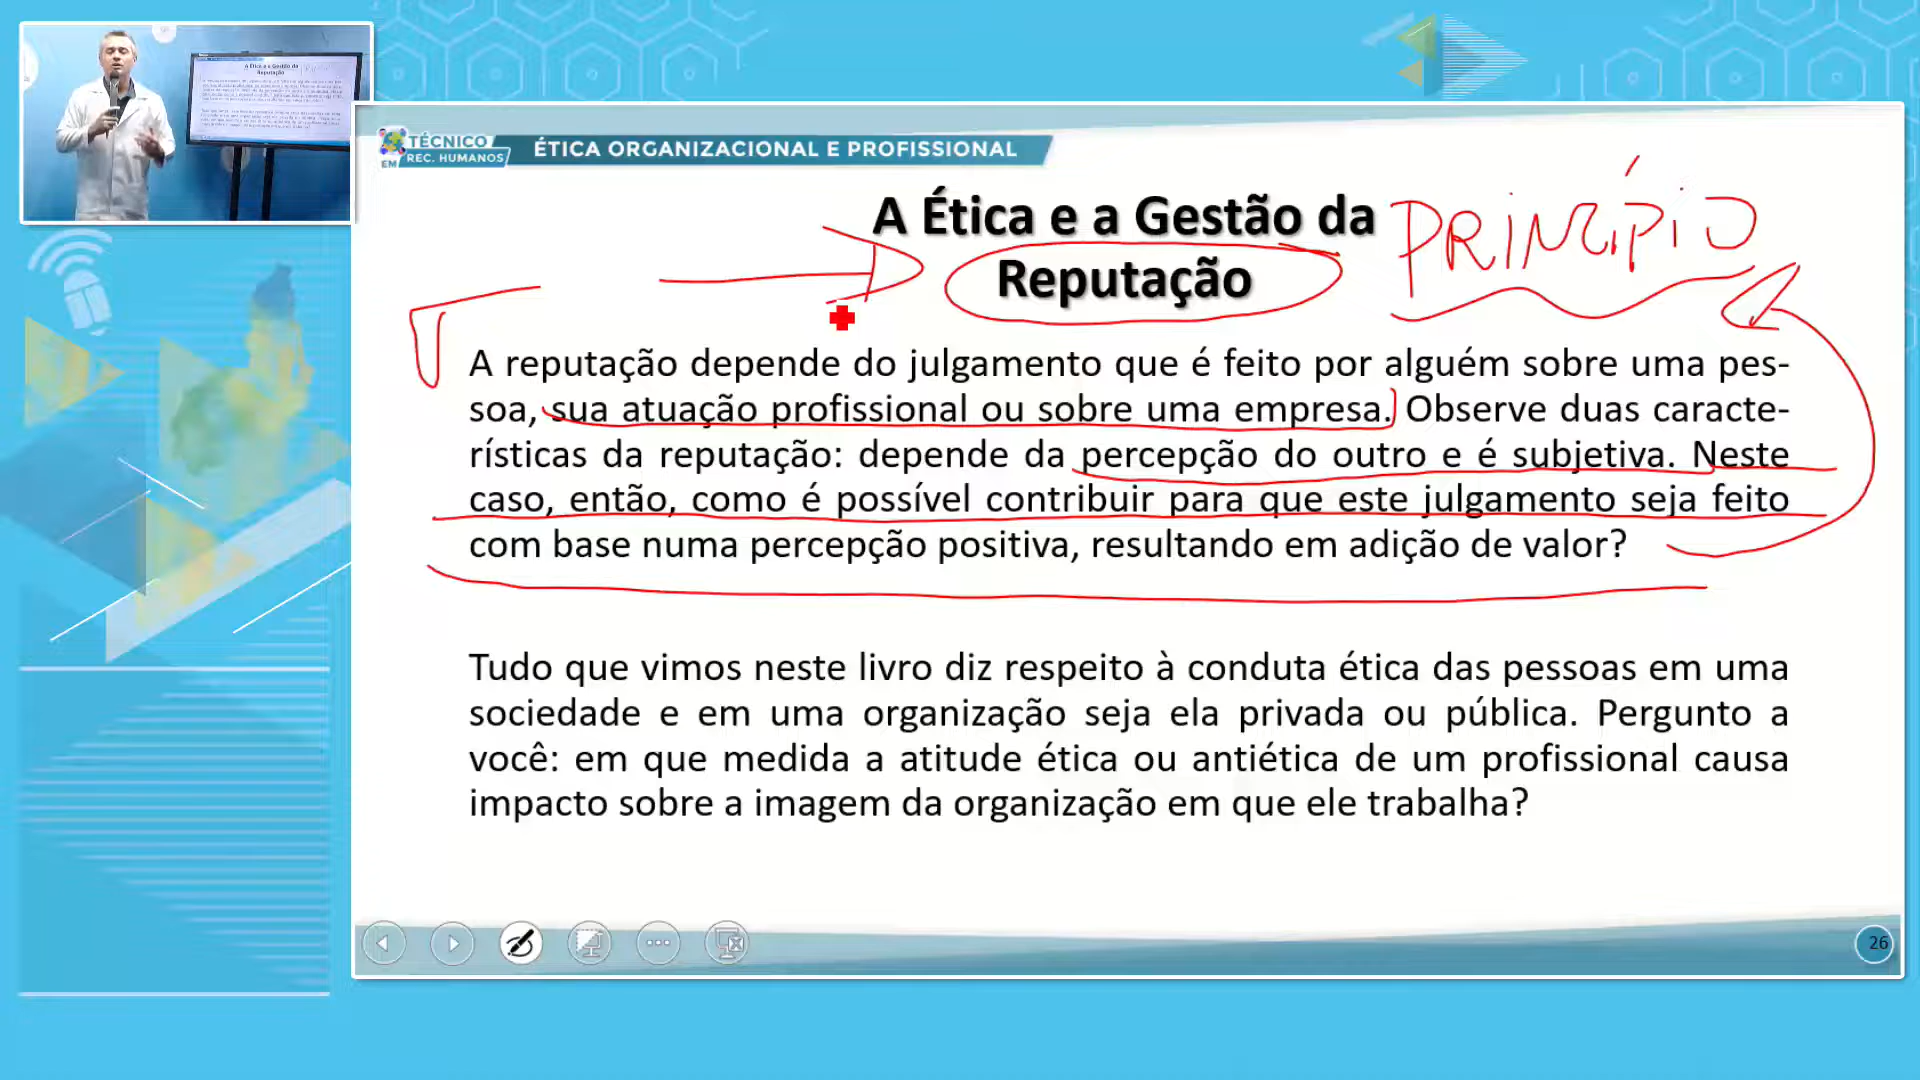 TÉCNICO
EM REC. HUMANOS
ÉTICA ORGANIZACIONAL E PROFISSIONAL
A Ética e a Gestão da
Reputação
PRINCÍPIO
A reputação depende do julgamento que é feito por alguém sobre uma pes-
soa, sua atuação profissional ou sobre uma empresa. Observe duas caracte-
rísticas da reputação: depende da percepção do outro e é subjetiva. Neste
caso, então, como é possível contribuir para que este julgamento seja feito
com base numa percepção positiva, resultando em adição de valor?
Tudo que vimos neste livro diz respeito à conduta ética das pessoas em uma
sociedade e em uma organização seja ela privada ou pública. Pergunto a
você: em que medida a atitude ética ou antiética de um profissional causa
impacto sobre a imagem da organização em que ele trabalha?
26
A Ética e a Gestão da
Reputação